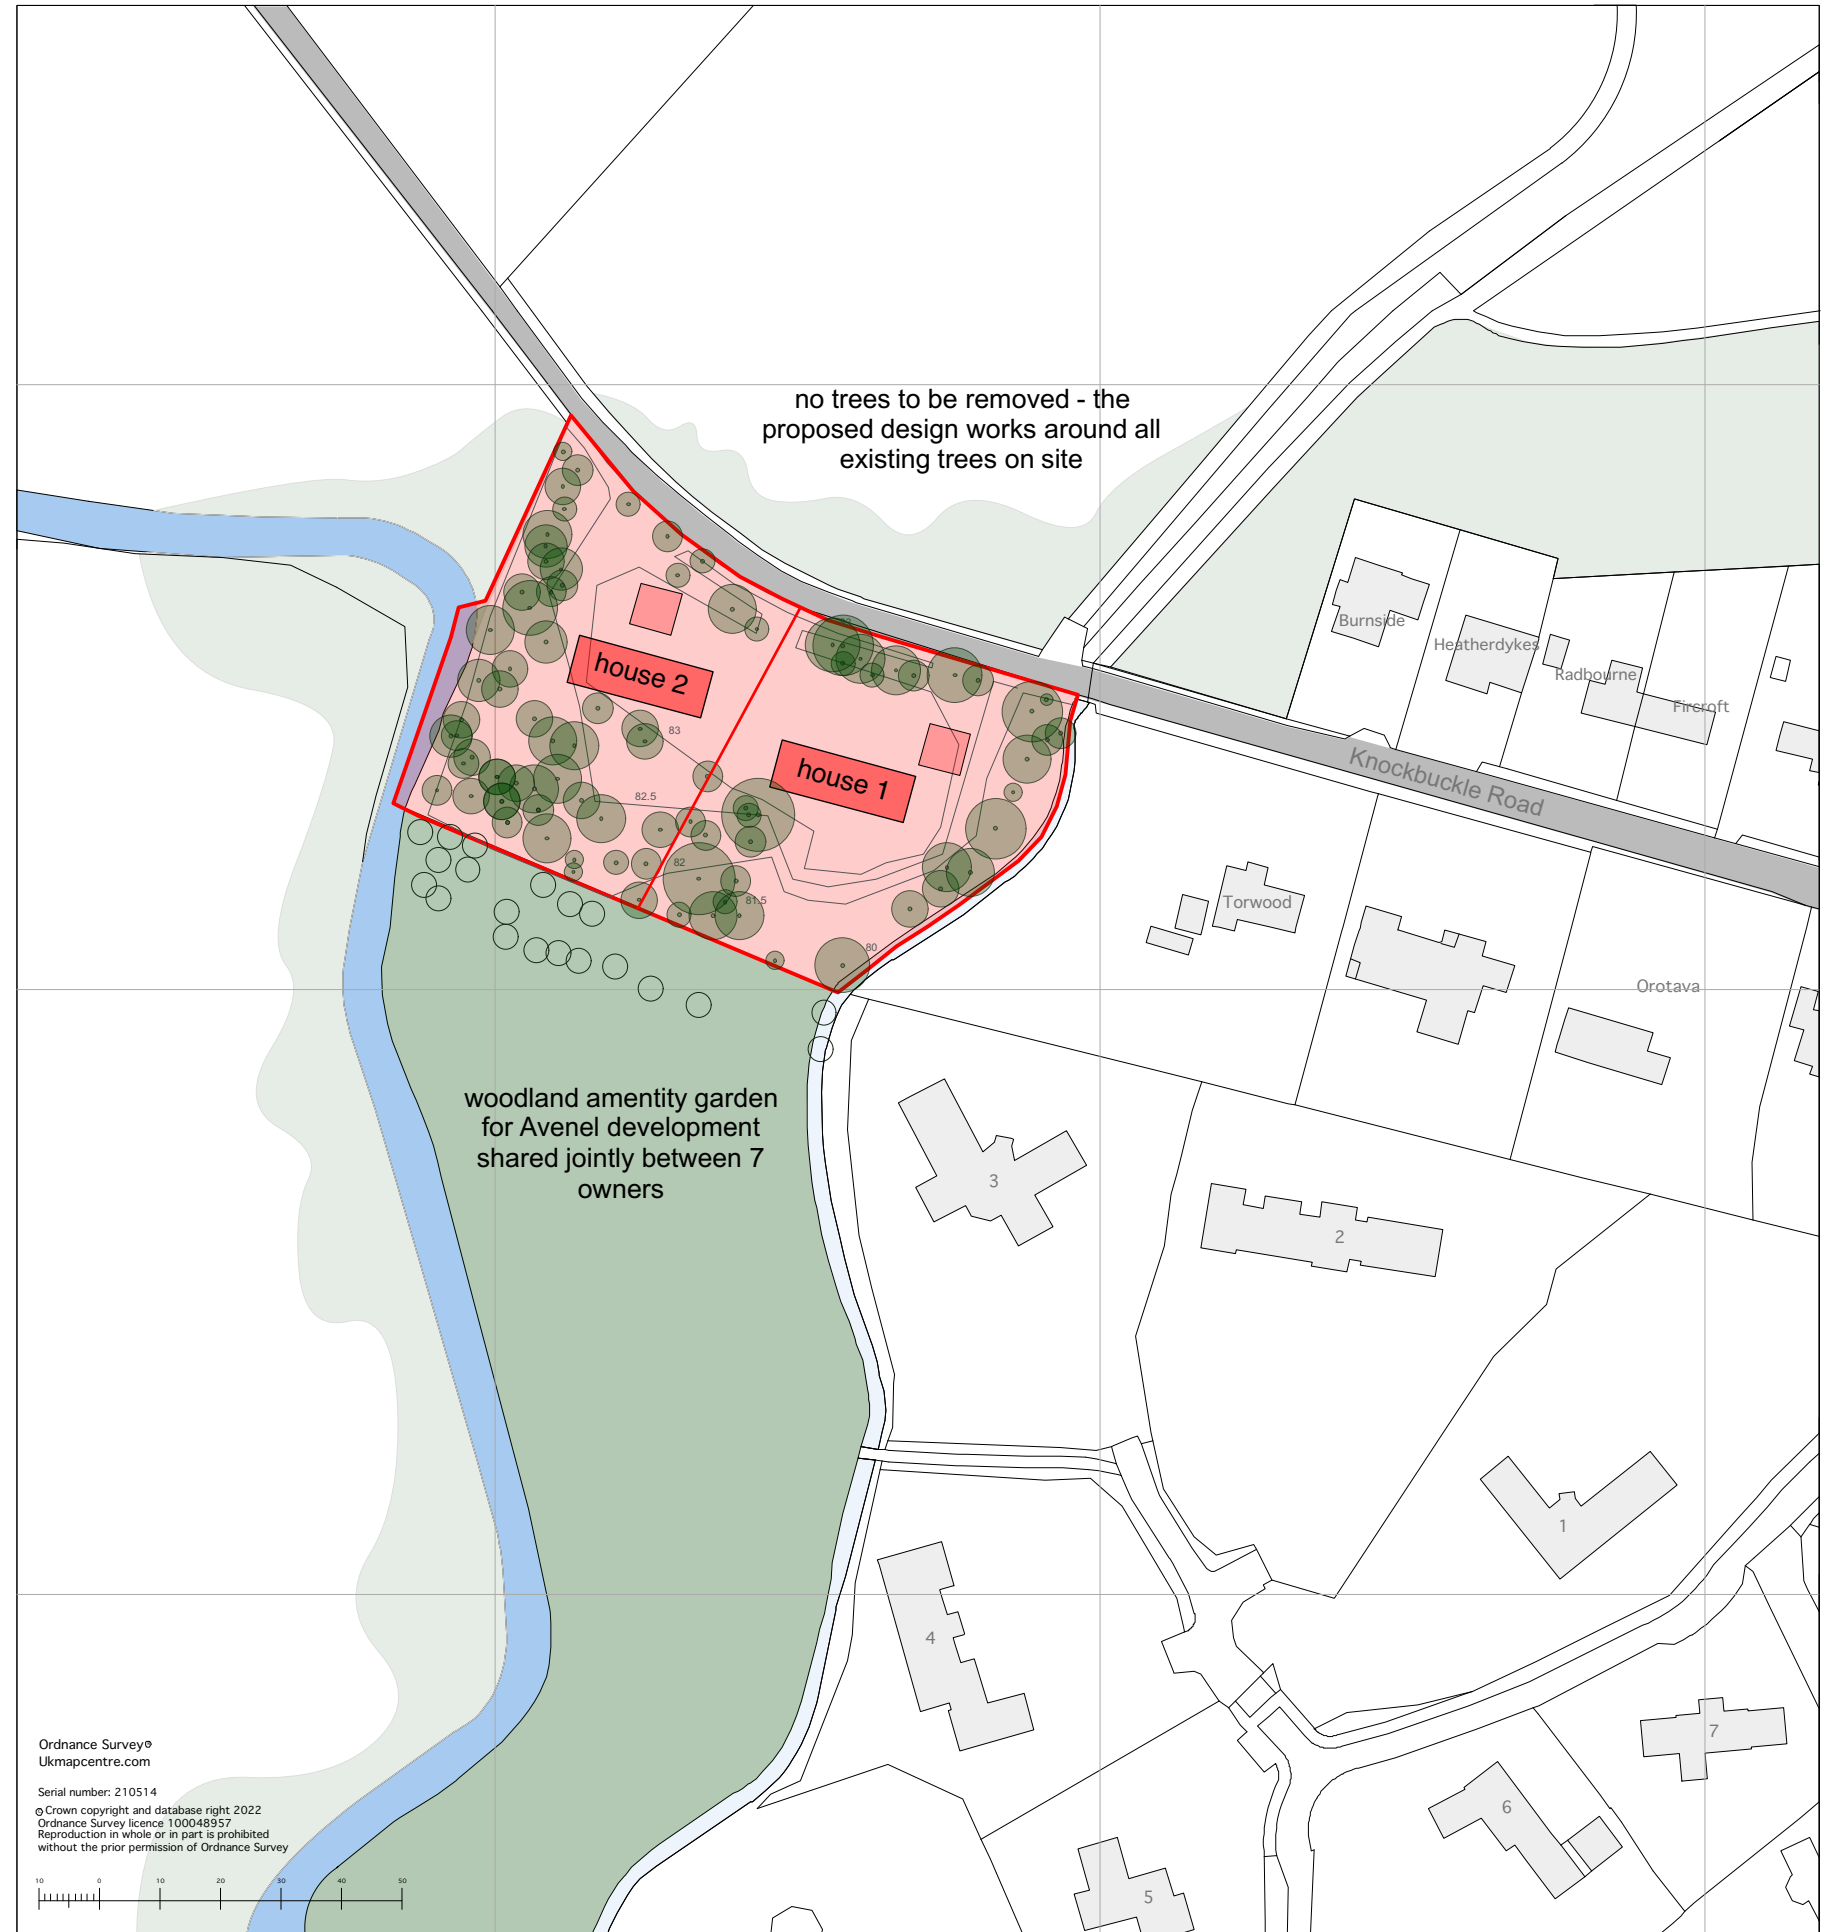 no trees to be removed - the
proposed design works around all
existing trees on site
Burnside
Heatherdykes
Radbourne
Fircroft
83
house 2
83
house 1
Knockbuckle Road
82.5
82
81.5
80
Torwood
Orotava
woodland amentity garden
for Avenel development
shared jointly between 7
owners
3
2
1
4
7
6
5
Ordnance Survey©
Ukmapcentre.com
Serial number: 210514
© Crown copyright and database right 2022
Ordnance Survey licence 100048957
Reproduction in whole or in part is prohibited
without the prior permission of Ordnance Survey
10 0 10 20 30 40 50